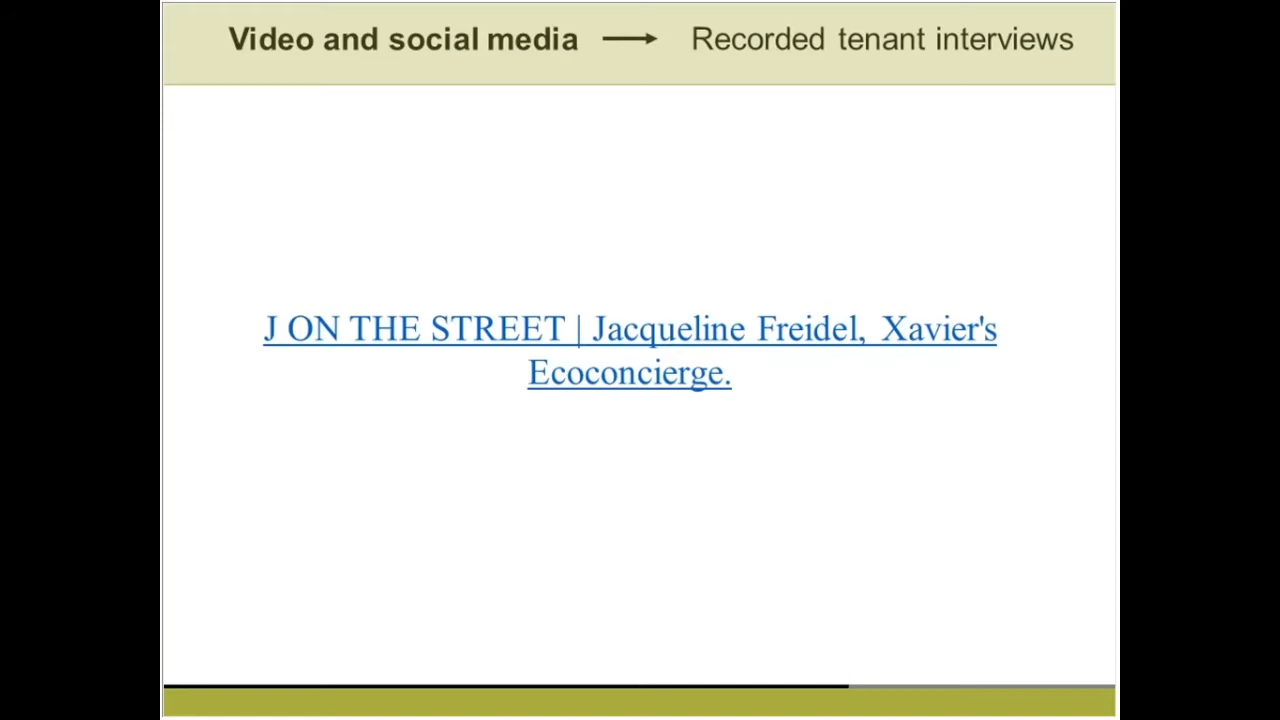 Video and social media → Recorded tenant interviews
J ON THE STREET | Jacqueline Freidel, Xavier's
Ecoconcierge.